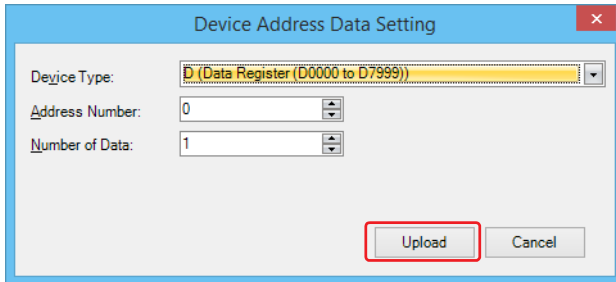 Device Address Data Setting
Device Type: D (Data Register (D0000 to D7999))
Address Number: 0
Number of Data: 1
Upload Cancel